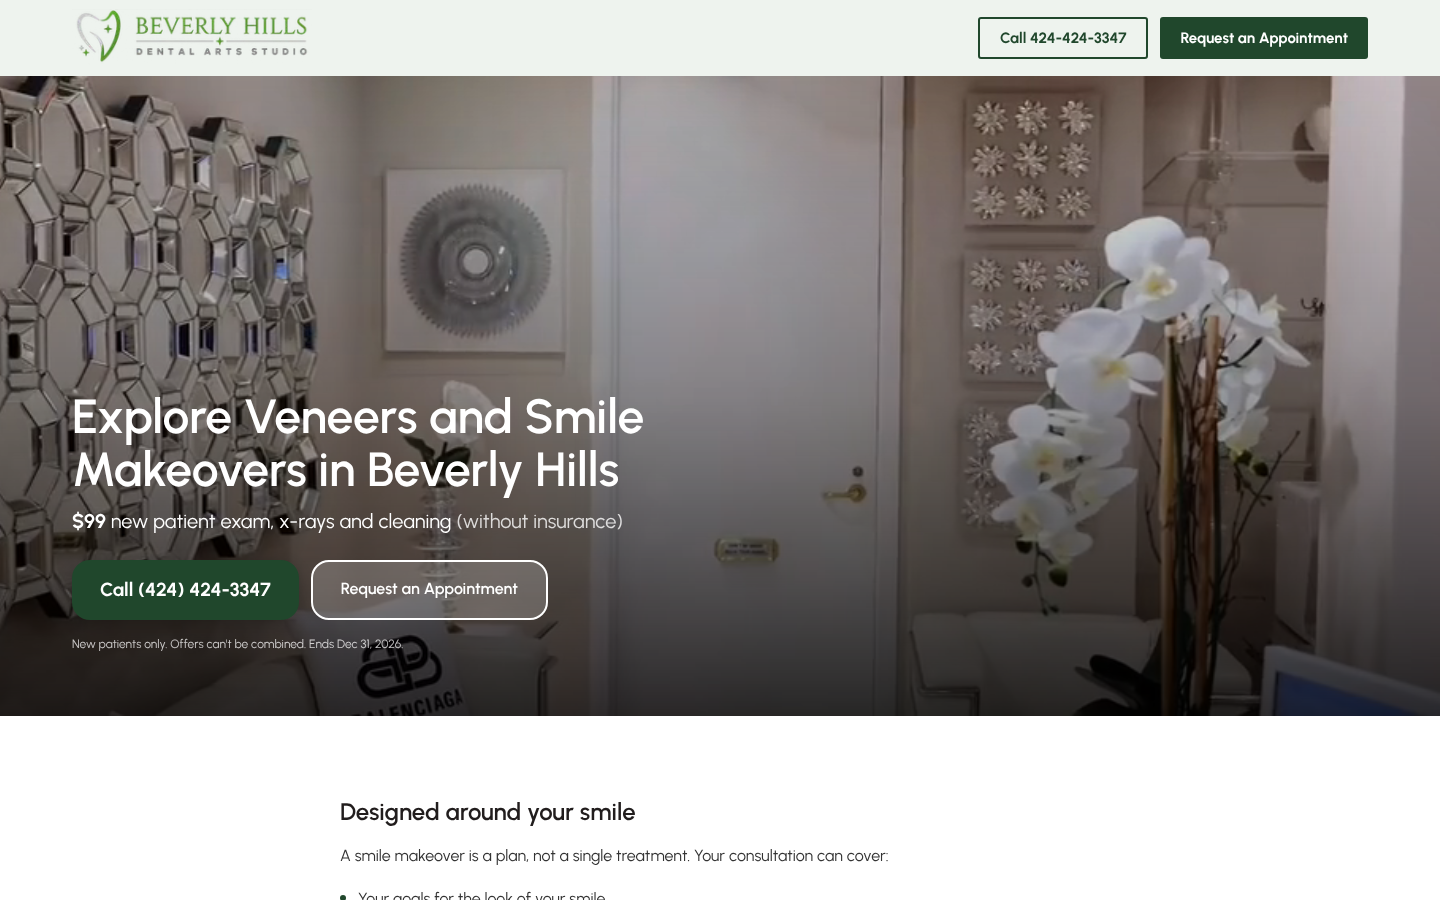 BEVERLY HILLS
DENTAL ARTS STUDIO
Call 424-424-3347
Request an Appointment
Explore Veneers and Smile
Makeovers in Beverly Hills
$99 new patient exam, x-rays and cleaning (without insurance)
Call (424) 424-3347
Request an Appointment
New patients only. Offers can't be combined. Ends Dec 31, 2026.
BALENCIAGA
Designed around your smile
A smile makeover is a plan, not a single treatment. Your consultation can cover:
Your goals for the look of your smile